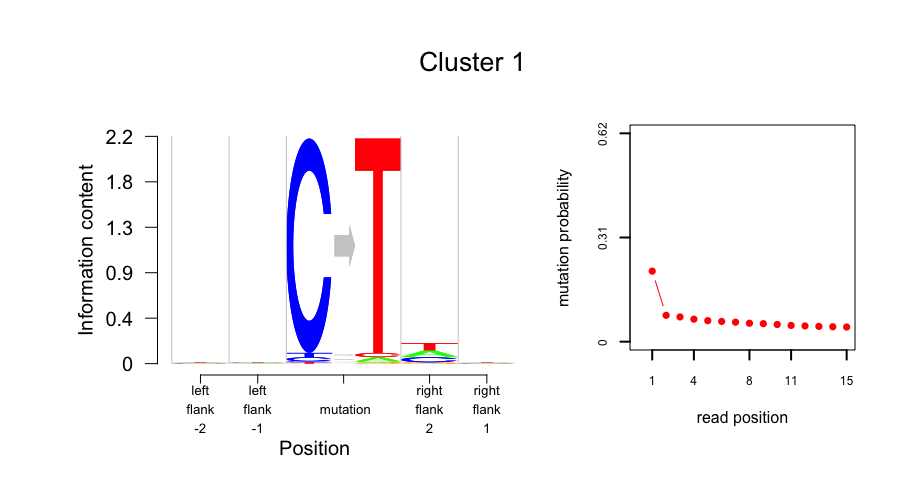 Cluster 1
Information content
2.2
1.8
1.3
0.9
0.4
0
C T
left flank -2
left flank -1
mutation
right flank 2
right flank 1
Position
mutation probability
0.62
0.31
0
1 4 8 11 15
read position